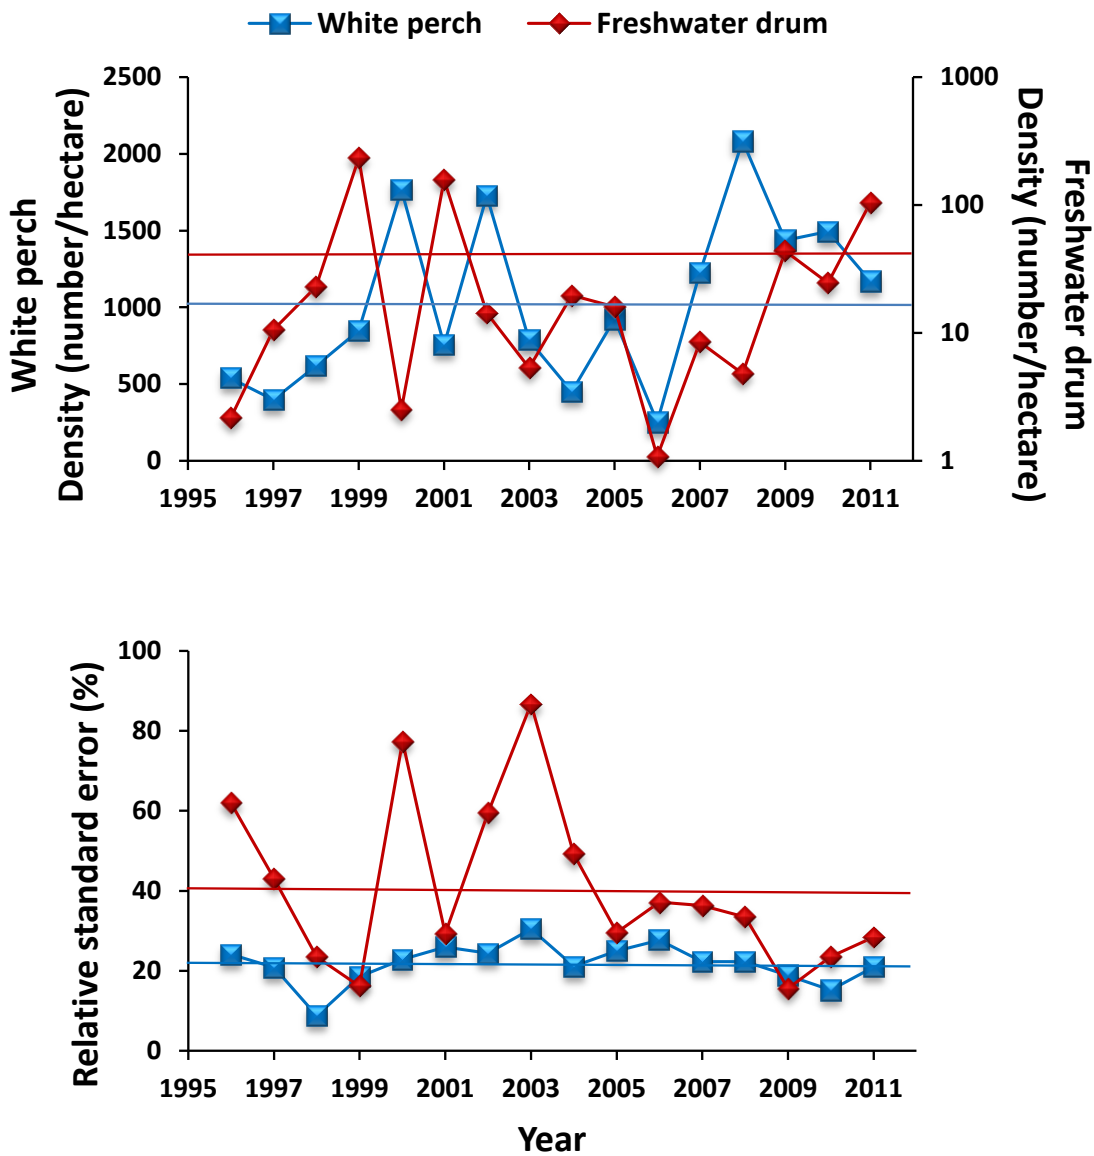 White perch
Freshwater drum
White perch
Density (number/hectare)
2500
2000
1500
1000
500
0
1000
100
10
1
Freshwater drum
Density (number/hectare)
1995 1997 1999 2001 2003 2005 2007 2009 2011
Relative standard error (%)
100
80
60
40
20
0
1995 1997 1999 2001 2003 2005 2007 2009 2011
Year